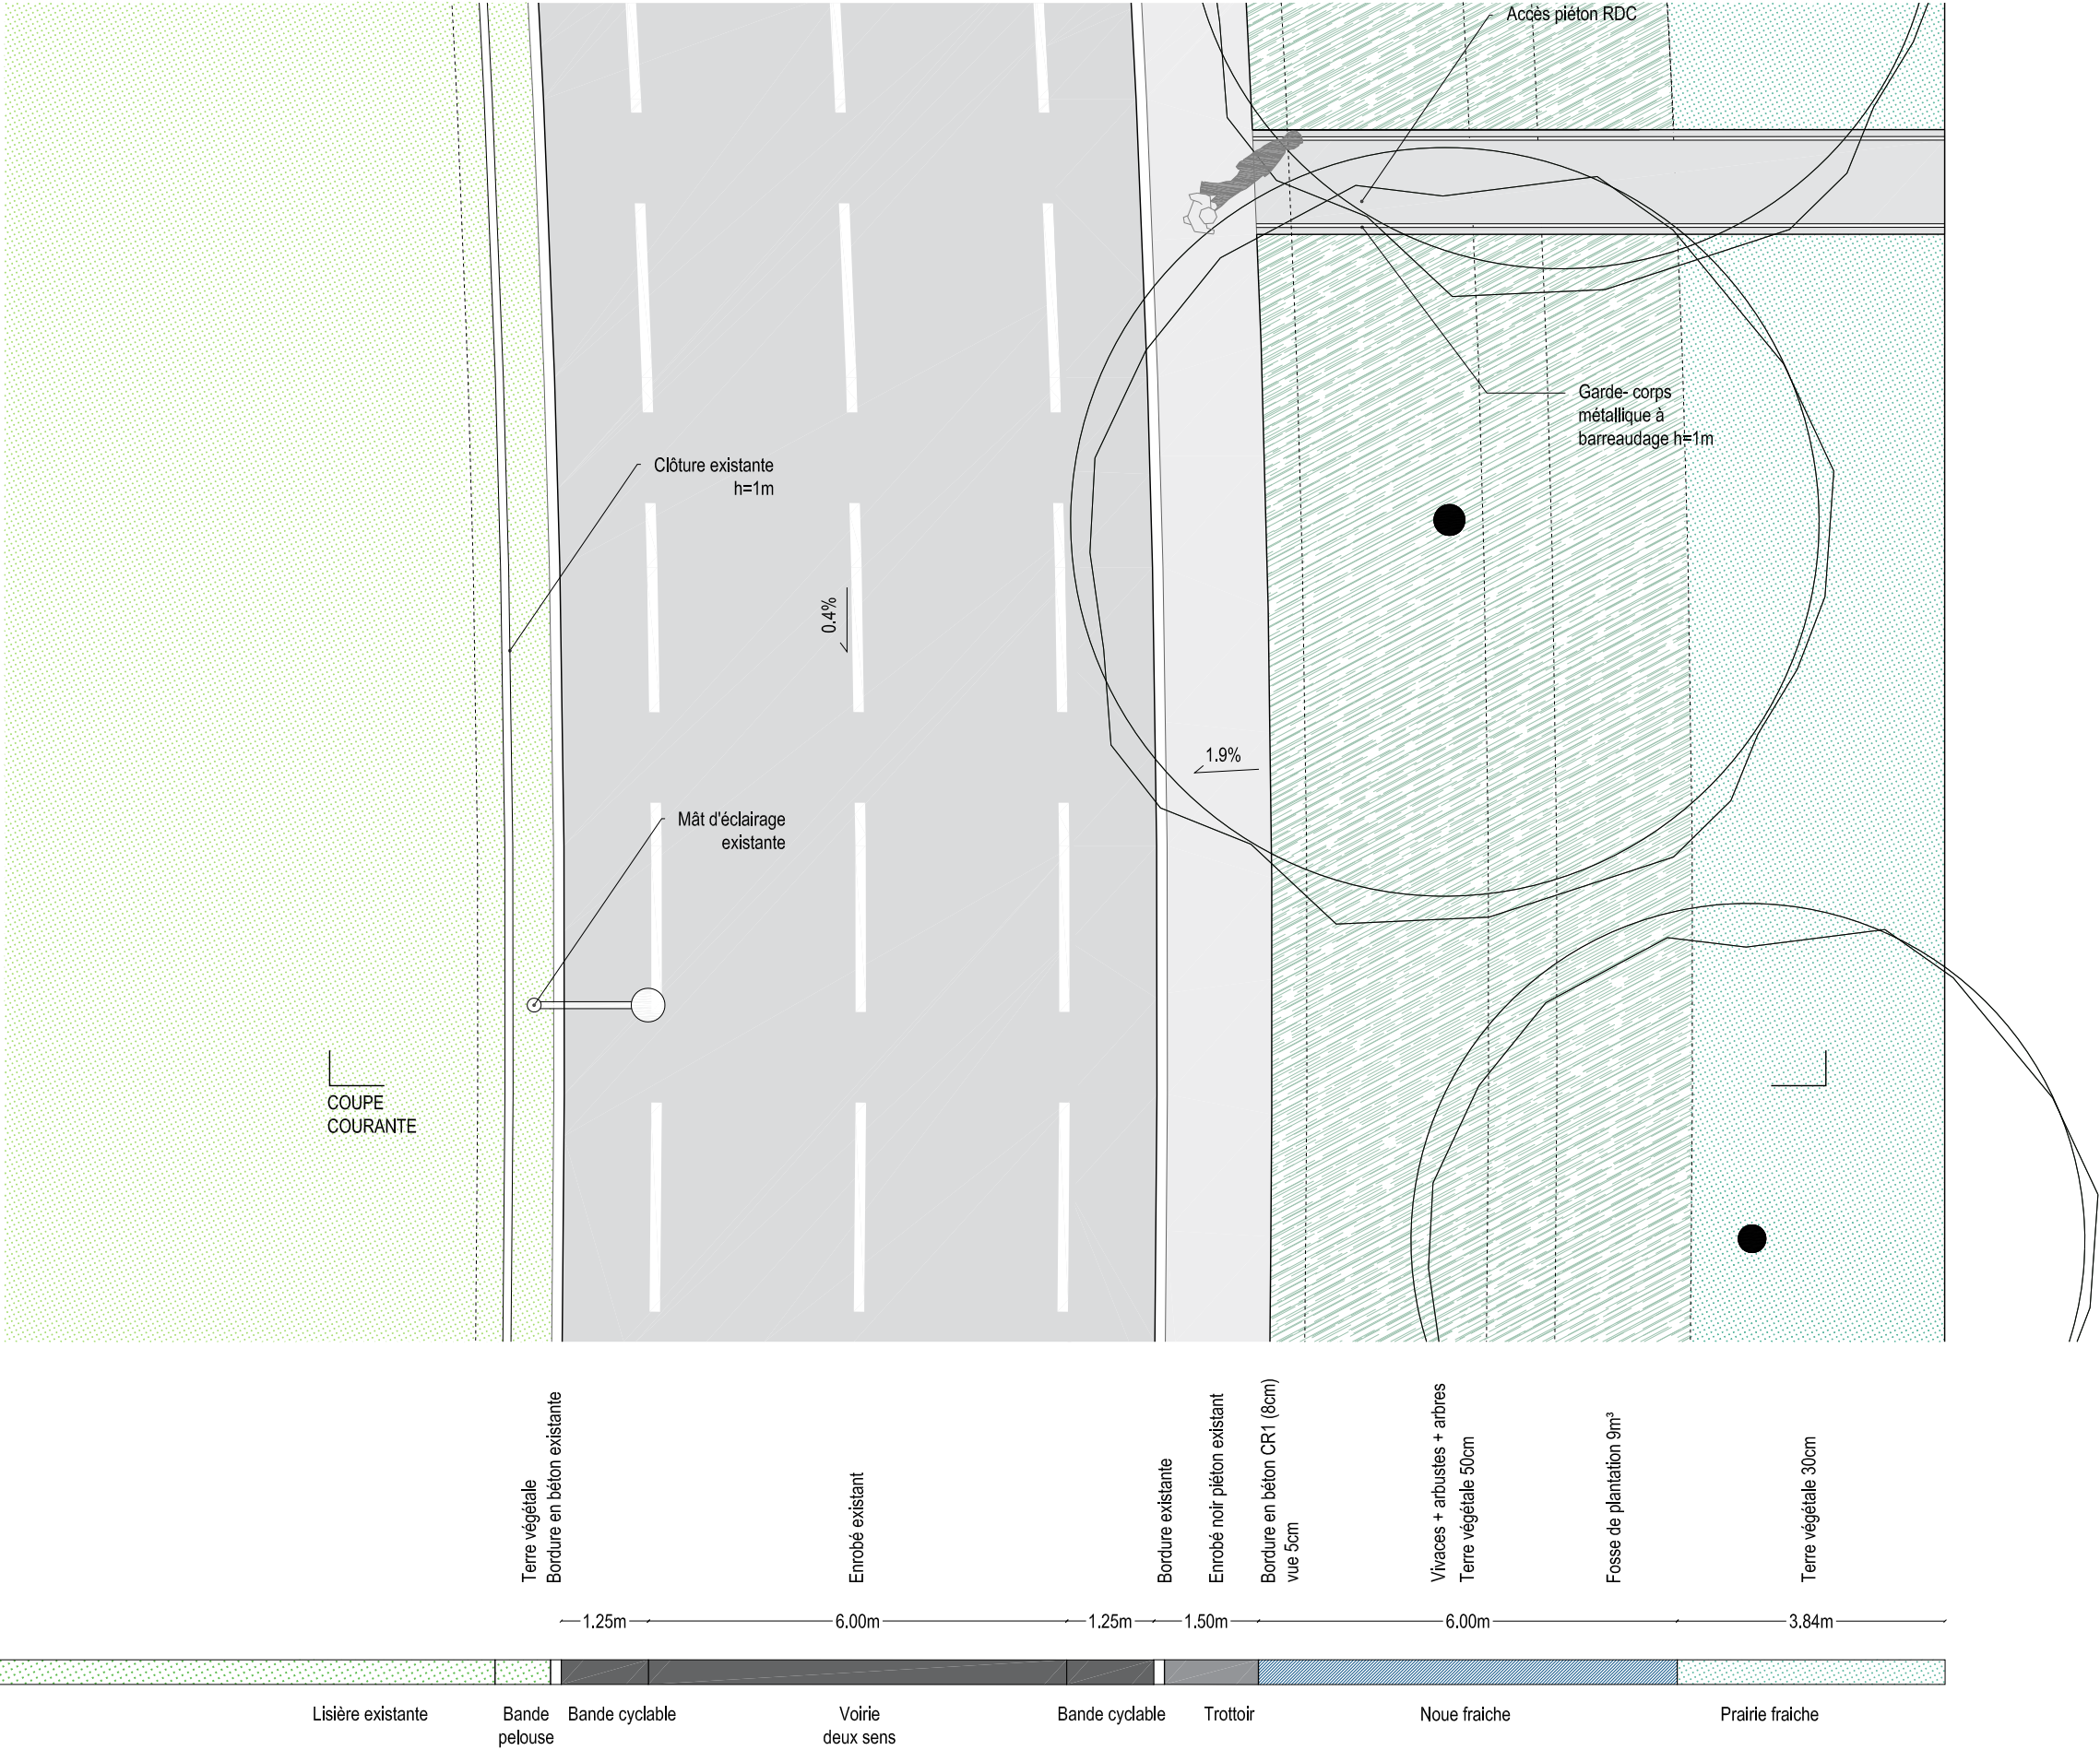 Accès piéton RDC
Garde- corps
métallique à
barreaudage h=1m
Clôture existante
h=1m
0.4%
1.9%
Mât d'éclairage
existante
COUPE
COURANTE
Terre végétale
Bordure en béton existante
Enrobé existant
Bordure existante
Enrobé noir piéton existant
Bordure en béton CR1 (8cm)
vue 5cm
Vivaces + arbustes + arbres
Terre végétale 50cm
Fosse de plantation 9m³
Terre végétale 30cm
1.25m
6.00m
1.25m
1.50m
6.00m
3.84m
Lisière existante
Bande
pelouse
Bande cyclable
Voirie
deux sens
Bande cyclable
Trottoir
Noue fraiche
Prairie fraiche